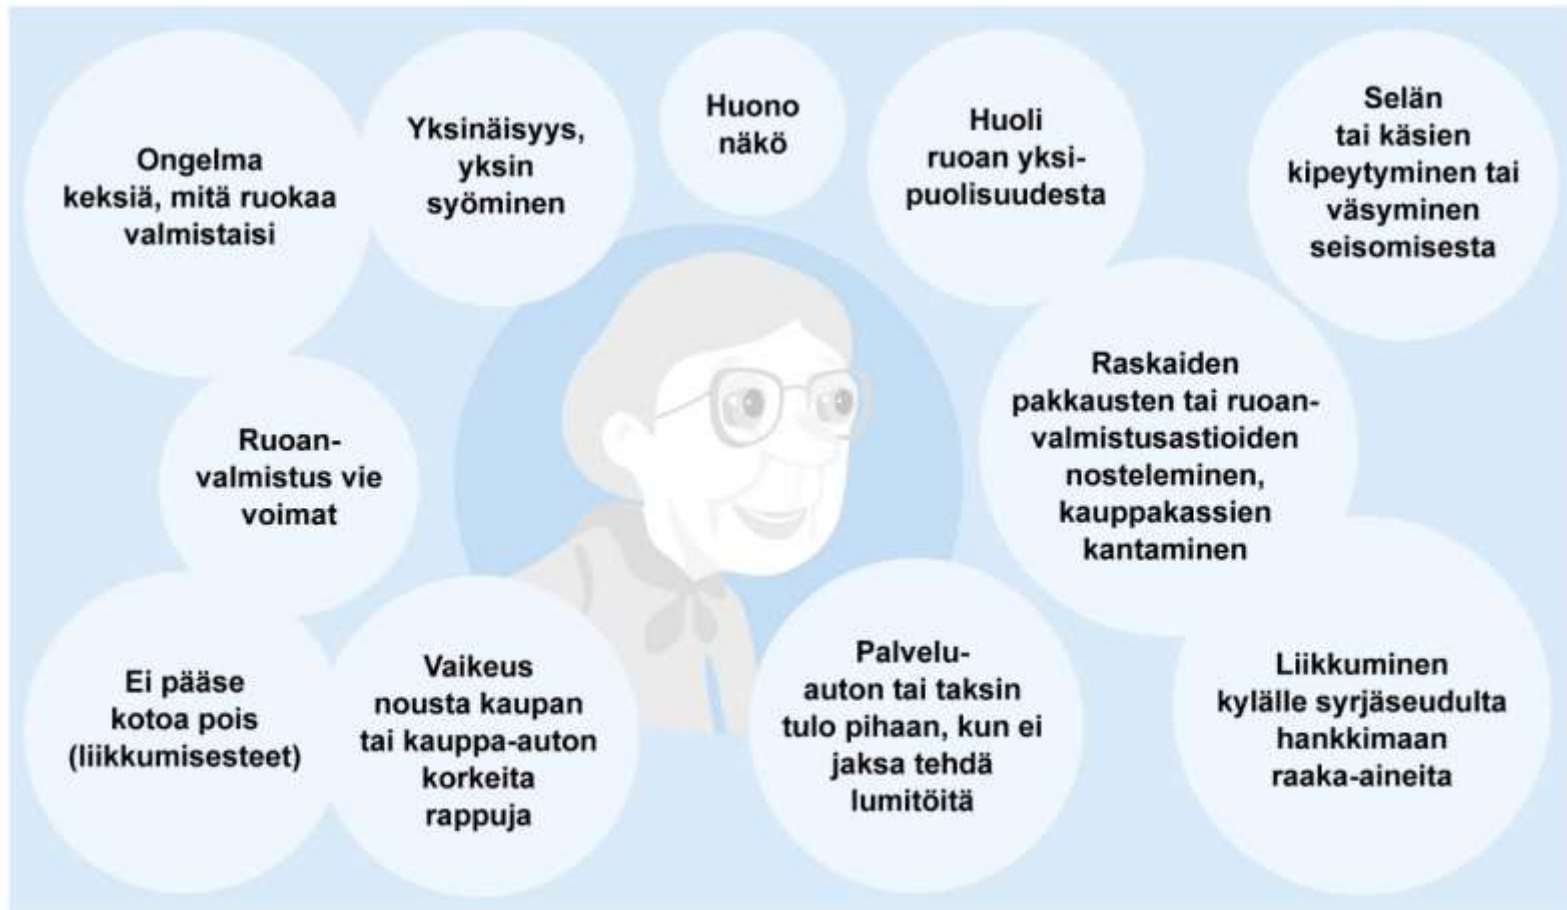 Ongelma
keksiä, mitä ruokaa
valmistaisi
Yksinäisyys,
yksin
syöminen
Huono
näkö
Huoli
ruoan yksi-
puolisuudesta
Selän
tai käsien
kipeytyminen tai
väsyminen
seisomisesta
Ruoan-
valmistus vie
voimat
Raskaiden
pakkausten tai ruoan-
valmistusastioiden
nosteleminen,
kauppakassien
kantaminen
Ei pääse
kotoa pois
(liikkumisesteet)
Vaikeus
nousta kaupan
tai kauppa-auton
korkeita
rappuja
Palvelu-
auton tai taksin
tulo pihaan, kun ei
jaksa tehdä
lumitöitä
Liikkuminen
kylälle syrjäseudulta
hankkimaan
raaka-aineita